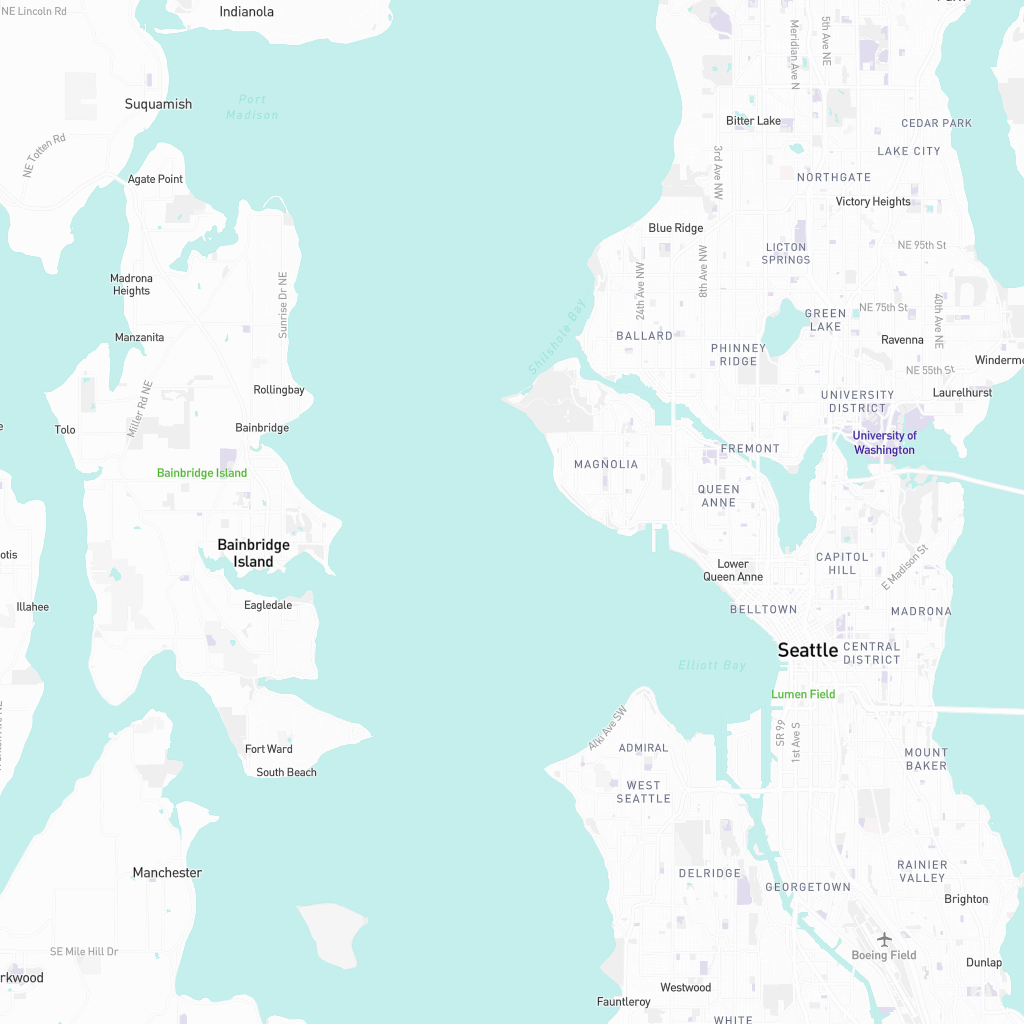 NE Lincoln Rd
Indianola
Meridian Ave N
5th Ave NE
Suquamish
Port
Madison
Bitter Lake
CEDAR PARK
NE Totten Rd
LAKE CITY
Agate Point
3rd Ave NW
NORTHGATE
Victory Heights
Blue Ridge
LICTON
SPRINGS
NE 95th St
Madrona
Heights
Sunrise Dr NE
24th Ave NW
8th Ave NW
Shilshole Bay
NE 75th St
40th Ave NE
GREEN
LAKE
Manzanita
BALLARD
Ravenna
PHINNEY
RIDGE
Winderme
NE 55th St
Rollingbay
Laurelhurst
Miller Rd NE
UNIVERSITY
DISTRICT
Tolo
Bainbridge
University of
Washington
FREMONT
MAGNOLIA
Bainbridge Island
QUEEN
ANNE
Bainbridge
Island
otis
CAPITOL
HILL
E Madison St
Lower
Queen Anne
Illahee
Eagledale
BELLTOWN
MADRONA
Seattle
CENTRAL
DISTRICT
Elliott Bay
Lumen Field
Alki Ave SW
SR 99
1st Ave S
Fort Ward
ADMIRAL
South Beach
MOUNT
BAKER
WEST
SEATTLE
Manchester
DELRIDGE
RAINIER
VALLEY
GEORGETOWN
Brighton
SE Mile Hill Dr
Boeing Field
Dunlap
rkwood
Westwood
Fauntleroy
WHITE